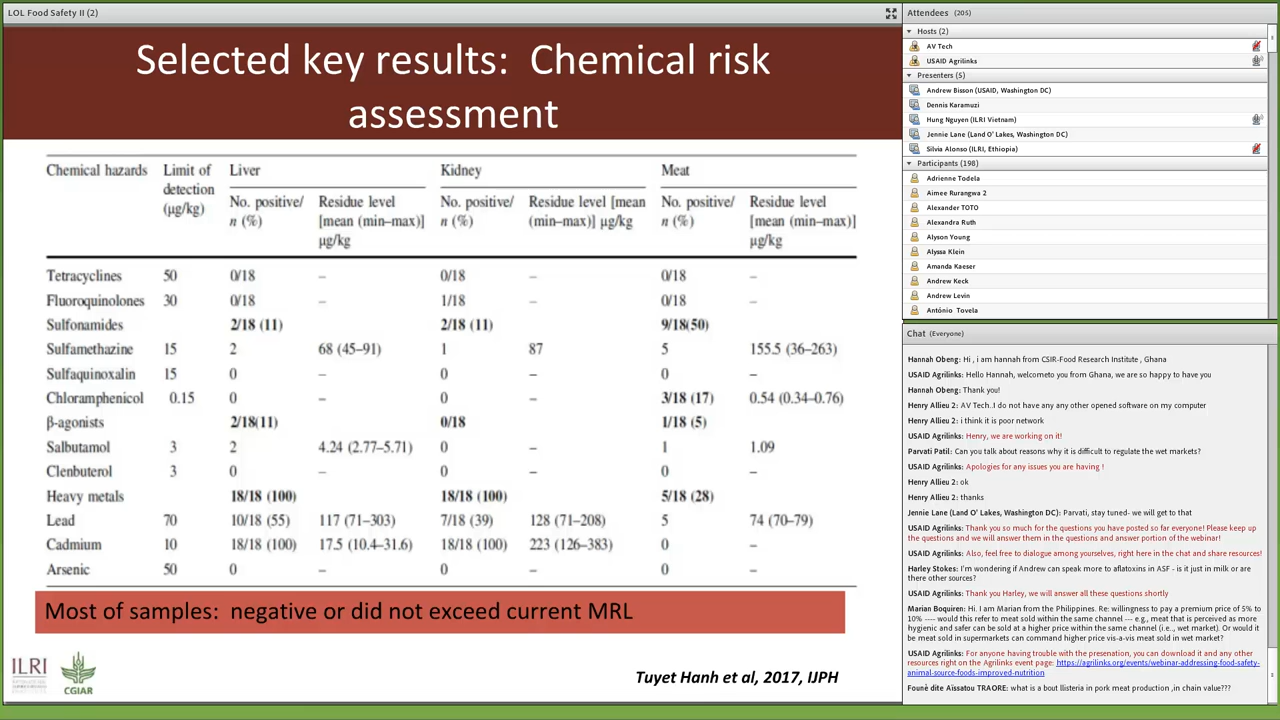 LOL Food Safety II (2)
Selected key results: Chemical risk
assessment
Chemical hazards Limit of detection (µg/kg) Liver Kidney Meat
No. positive/ n (%) Residue level [mean (min–max)] µg/kg No. positive/ n (%) Residue level [mean (min–max)] µg/kg No. positive/ n (%) Residue level [mean (min–max)] µg/kg
Tetracyclines 50 0/18 – 0/18 – 0/18 –
Fluoroquinolones 30 0/18 – 1/18 – 0/18 –
Sulfonamides 2/18 (11) 2/18 (11) 9/18(50)
Sulfamethazine 15 2 68 (45–91) 1 87 5 155.5 (36–263)
Sulfaquinoxalin 15 0 – 0 – 0 –
Chloramphenicol 0.15 0 – 0 – 3/18 (17) 0.54 (0.34–0.76)
β-agonists 2/18(11) 0/18 1/18 (5)
Salbutamol 3 2 4.24 (2.77–5.71) 0 – 1 1.09
Clenbuterol 3 0 – 0 – 0 –
Heavy metals 18/18 (100) 18/18 (100) 5/18 (28)
Lead 70 10/18 (55) 117 (71–303) 7/18 (39) 128 (71–208) 5 74 (70–79)
Cadmium 10 18/18 (100) 17.5 (10.4–31.6) 18/18 (100) 223 (126–383) 0 –
Arsenic 50 0 – 0 – 0 –
Most of samples: negative or did not exceed current MRL
ILRI
CGIAR
Tuyet Hanh et al, 2017, IJPH
Attendees (205)
Hosts (2)
AV Tech
USAID Agrilinks
Presenters (5)
Andrew Bisson (USAID, Washington DC)
Dennis Karamuzi
Hung Nguyen (ILRI Vietnam)
Jennie Lane (Land O' Lakes, Washington DC)
Silvia Alonso (ILRI, Ethiopia)
Participants (198)
Adrienne Todela
Aimee Rurangwa 2
Alexander TOTO
Alexandra Ruth
Alyson Young
Alyssa Klein
Amanda Kaeser
Andrew Keck
Andrew Levin
António Tovela
Chat (Everyone)
Hannah Obeng: Hi , i am hannah from CSIR-Food Research Institute , Ghana
USAID Agrilinks: Hello Hannah, welcometo you from Ghana, we are so happy to have you
Hannah Obeng: Thank you!
Henry Allieu 2: AV Tech..I do not have any any other opened software on my computer
Henry Allieu 2: i think it is poor network
USAID Agrilinks: Henry, we are working on it!
Parvati Patil: Can you talk about reasons why it is difficult to regulate the wet markets?
USAID Agrilinks: Apologies for any issues you are having !
Henry Allieu 2: ok
Henry Allieu 2: thanks
Jennie Lane (Land O' Lakes, Washington DC): Parvati, stay tuned- we will get to that
USAID Agrilinks: Thank you so much for the questions you have posted so far everyone! Please keep up
the questions and we will answer them in the questions and answer portion of the webinar!
USAID Agrilinks: Also, feel free to dialogue among yourselves, right here in the chat and share resources!
Harley Stokes: I'm wondering if Andrew can speak more to aflatoxins in ASF - is it just in milk or are
there other sources?
USAID Agrilinks: Thank you Harley, we will answer all these questions shortly
Marian Boquiren: Hi. I am Marian from the Philippines. Re: willingness to pay a premium price of 5% to
10% ---- would this refer to meat sold within the same channel --- e.g., meat that is perceived as more
hygienic and safer can be sold at a higher price within the same channel (i.e.., wet market). Or would it
be meat sold in supermarkets can command higher price vis-a-vis meat sold in wet market?
USAID Agrilinks: For anyone having trouble with the presenation, you can download it and any other
resources right on the Agrilinks event page: https://agrilinks.org/events/webinar-addressing-food-safety-
animal-source-foods-improved-nutrition
Founè dite Aïssatou TRAORE: what is a bout llisteria in pork meat production ,in chain value???